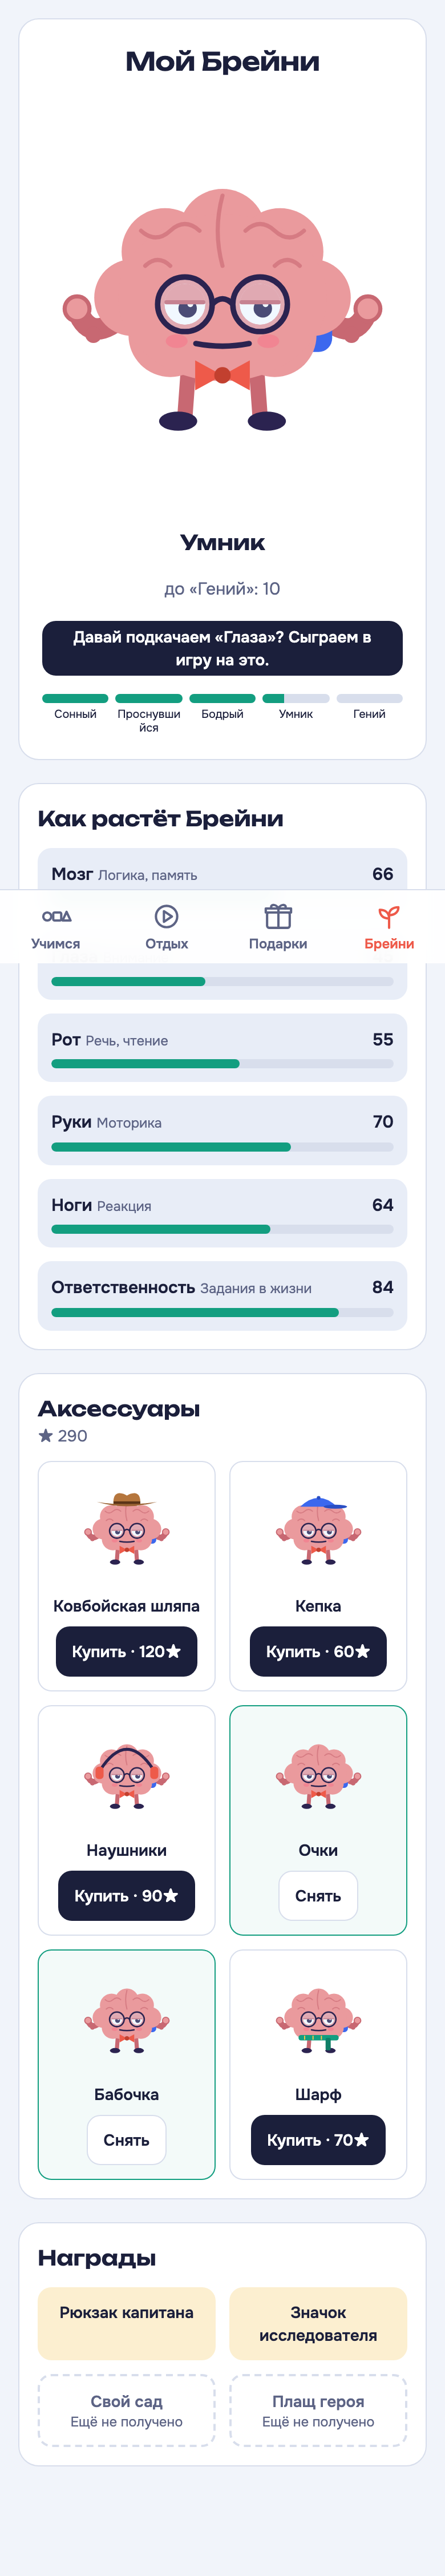 Мой Брейни
Умник
до «Гений»: 10
Давай подкачаем «Глаза»? Сыграем в
игру на это.
Сонный
Проснувши
йся
Бодрый
Умник
Гений
Как растёт Брейни
Мозг Логика, память 66
Учимся
Отдых
Подарки
Брейни
Рот Речь, чтение 55
Руки Моторика 70
Ноги Реакция 64
Ответственность Задания в жизни 84
Аксессуары
★ 290
Ковбойская шляпа
Купить · 120★
Кепка
Купить · 60★
Наушники
Купить · 90★
Очки
Снять
Бабочка
Снять
Шарф
Купить · 70★
Награды
Рюкзак капитана
Значок
исследователя
Свой сад
Ещё не получено
Плащ героя
Ещё не получено